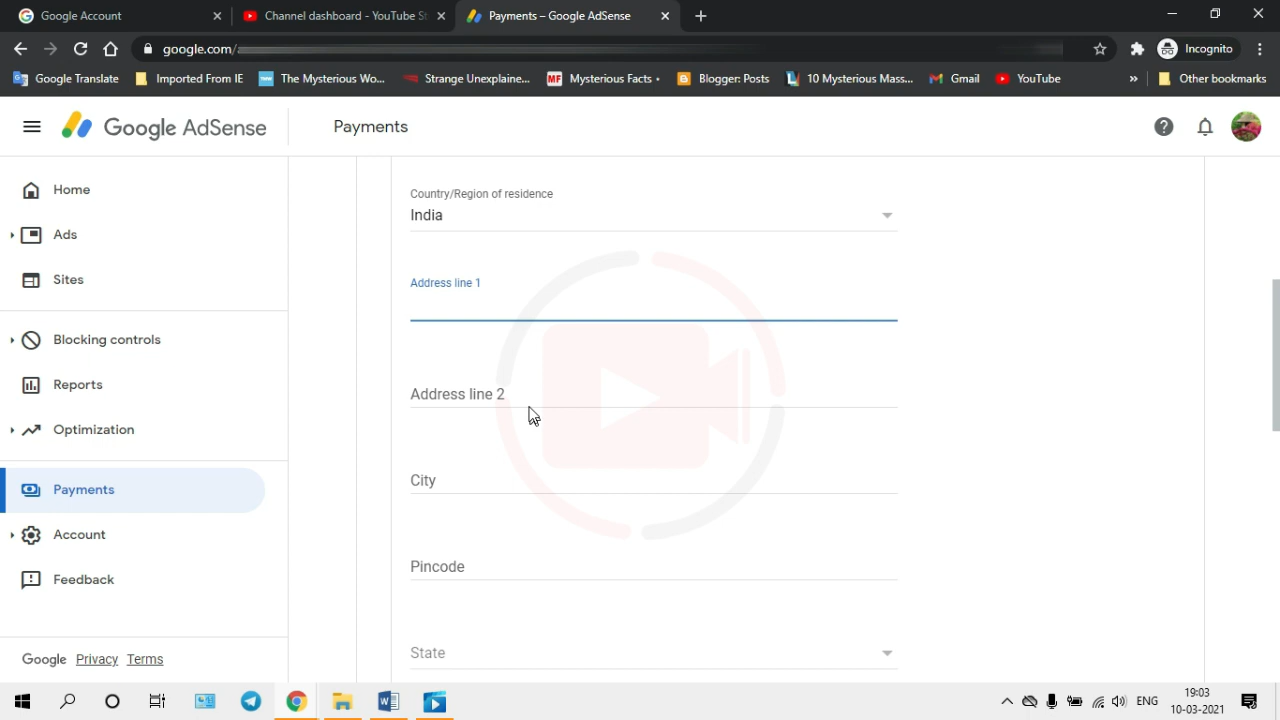 Google Account
Channel dashboard - YouTube St
Payments – Google AdSense
google.com/
Incognito
Google Translate
Imported From IE
The Mysterious Wo...
Strange Unexplaine...
MF Mysterious Facts •
Blogger: Posts
10 Mysterious Mass...
Gmail
YouTube
»
Other bookmarks
Google AdSense
Payments
Home
Ads
Sites
Blocking controls
Reports
Optimization
Payments
Account
Feedback
Google Privacy Terms
Country/Region of residence
India
Address line 1
Address line 2
City
Pincode
State
ENG
19:03
10-03-2021